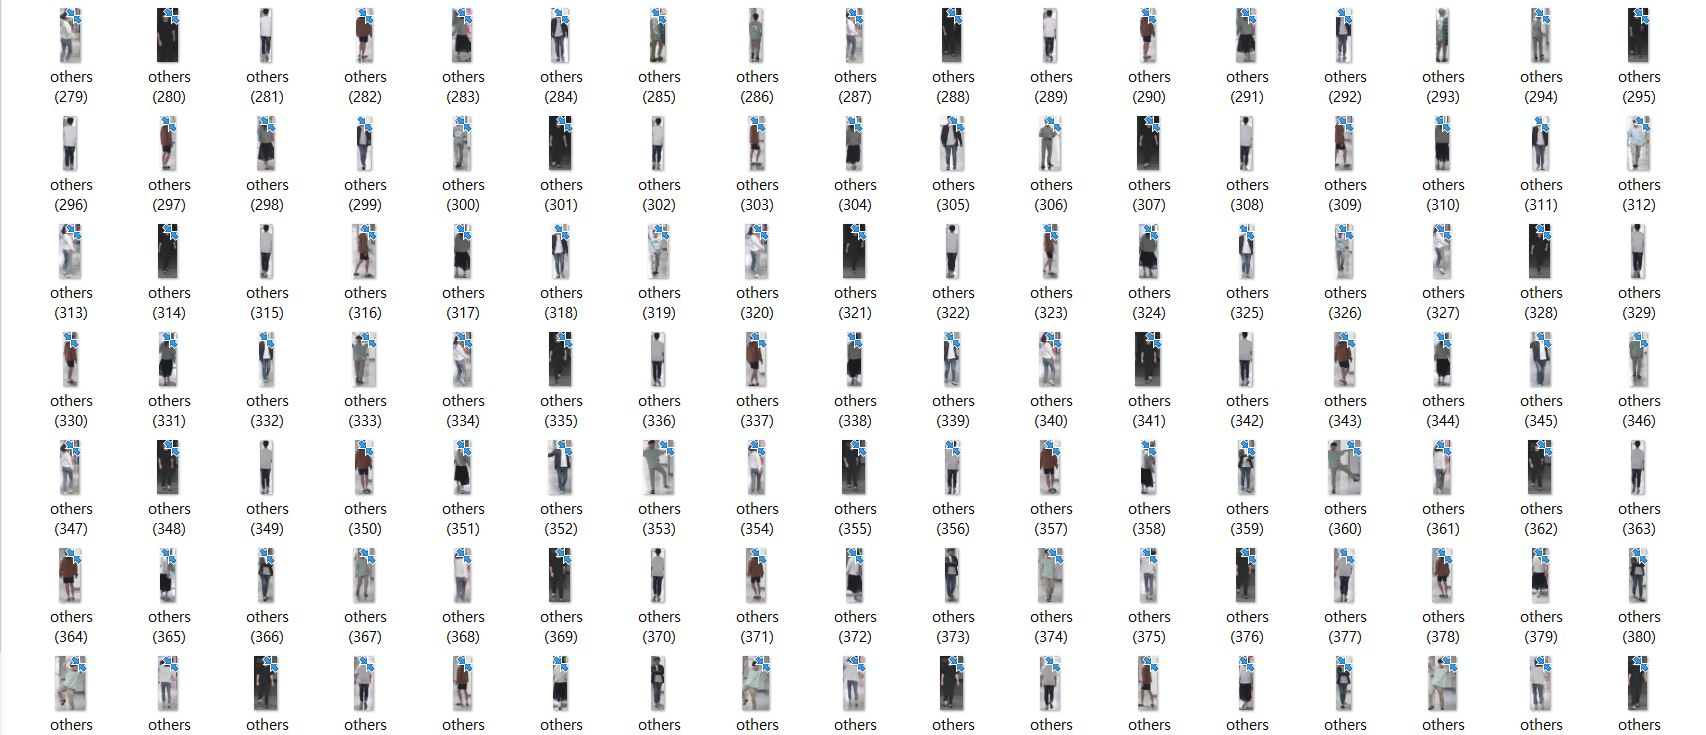 others others others others others others others others others others others others others others others others others
(279) (280) (281) (282) (283) (284) (285) (286) (287) (288) (289) (290) (291) (292) (293) (294) (295)
others others others others others others others others others others others others others others others others others
(296) (297) (298) (299) (300) (301) (302) (303) (304) (305) (306) (307) (308) (309) (310) (311) (312)
others others others others others others others others others others others others others others others others others
(313) (314) (315) (316) (317) (318) (319) (320) (321) (322) (323) (324) (325) (326) (327) (328) (329)
others others others others others others others others others others others others others others others others others
(330) (331) (332) (333) (334) (335) (336) (337) (338) (339) (340) (341) (342) (343) (344) (345) (346)
others others others others others others others others others others others others others others others others others
(347) (348) (349) (350) (351) (352) (353) (354) (355) (356) (357) (358) (359) (360) (361) (362) (363)
others others others others others others others others others others others others others others others others others
(364) (365) (366) (367) (368) (369) (370) (371) (372) (373) (374) (375) (376) (377) (378) (379) (380)
others others others others others others others others others others others others others others others others others